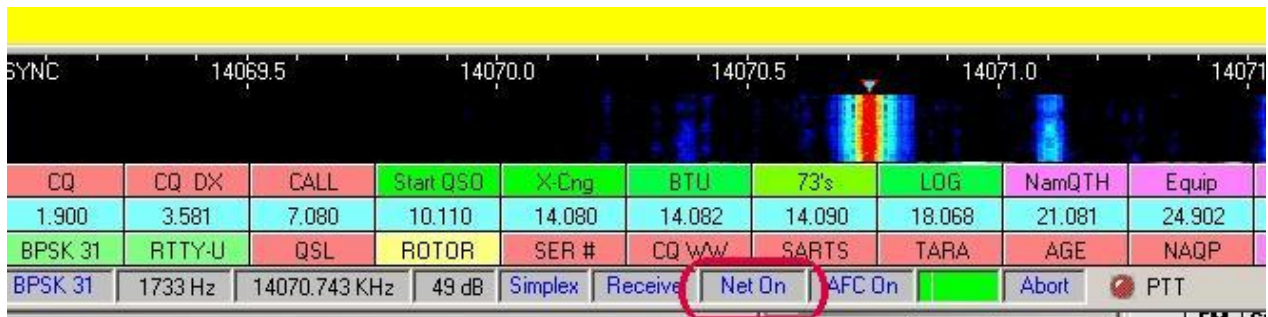 SYNC 14069.5 14070.0 14070.5 14071.0 14071
CQ CQ DX CALL Start QSO X-Cng BTU 73's LOG NamQTH Equip
1.900 3.581 7.080 10.110 14.080 14.082 14.090 18.068 21.081 24.902
BPSK 31 RTTY-U QSL ROTOR SER # CQ WW SARTS TARA AGE NAQP
BPSK 31 1733 Hz 14070.743 KHz 49 dB Simplex Receive Net On AFC On Abort PTT